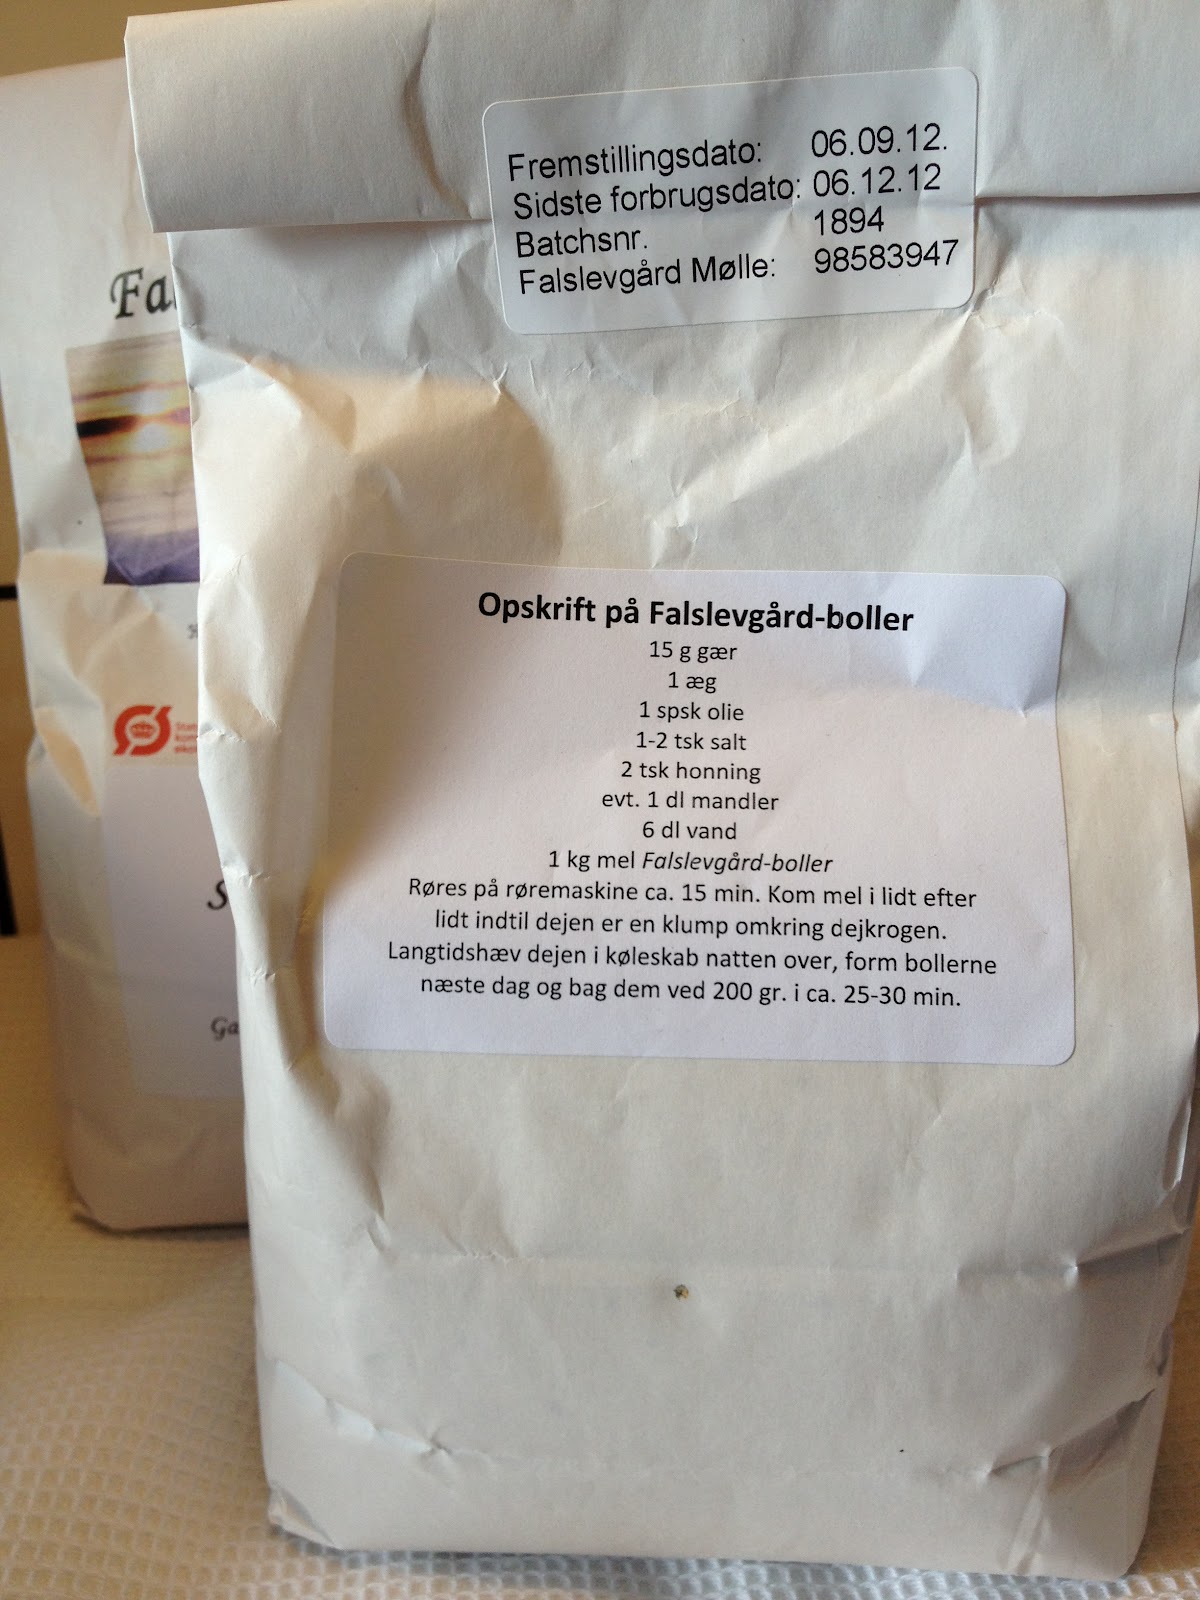 Fremstillingsdato: 06.09.12.
Sidste forbrugsdato: 06.12.12
Batchsnr. 1894
Falslevgård Mølle: 98583947
Opskrift på Falslevgård-boller
15 g gær
1 æg
1 spsk olie
1-2 tsk salt
2 tsk honning
evt. 1 dl mandler
6 dl vand
1 kg mel Falslevgård-boller
Røres på røremaskine ca. 15 min. Kom mel i lidt efter
lidt indtil dejen er en klump omkring dejkrogen.
Langtidshæv dejen i køleskab natten over, form bollerne
næste dag og bag dem ved 200 gr. i ca. 25-30 min.